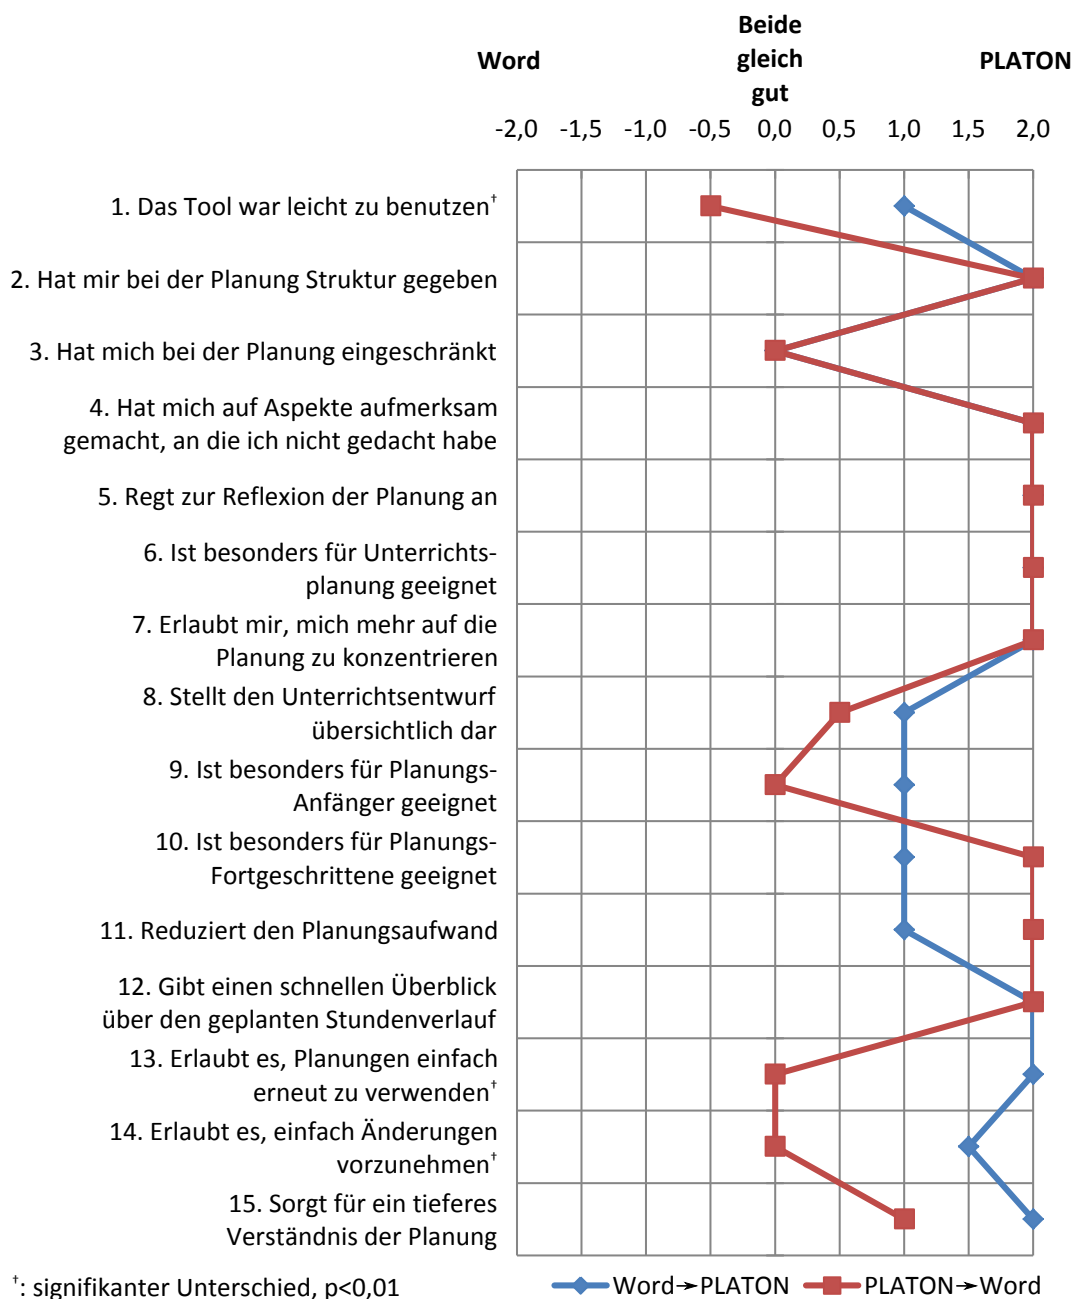 Beide
Word gleich PLATON
gut
-2,0 -1,5 -1,0 -0,5 0,0 0,5 1,0 1,5 2,0
1. Das Tool war leicht zu benutzen†
2. Hat mir bei der Planung Struktur gegeben
3. Hat mich bei der Planung eingeschränkt
4. Hat mich auf Aspekte aufmerksam
gemacht, an die ich nicht gedacht habe
5. Regt zur Reflexion der Planung an
6. Ist besonders für Unterrichts-
planung geeignet
7. Erlaubt mir, mich mehr auf die
Planung zu konzentrieren
8. Stellt den Unterrichtsentwurf
übersichtlich dar
9. Ist besonders für Planungs-
Anfänger geeignet
10. Ist besonders für Planungs-
Fortgeschrittene geeignet
11. Reduziert den Planungsaufwand
12. Gibt einen schnellen Überblick
über den geplanten Stundenverlauf
13. Erlaubt es, Planungen einfach
erneut zu verwenden†
14. Erlaubt es, einfach Änderungen
vorzunehmen†
15. Sorgt für ein tieferes
Verständnis der Planung
†: signifikanter Unterschied, p<0,01
Word→PLATON PLATON→Word